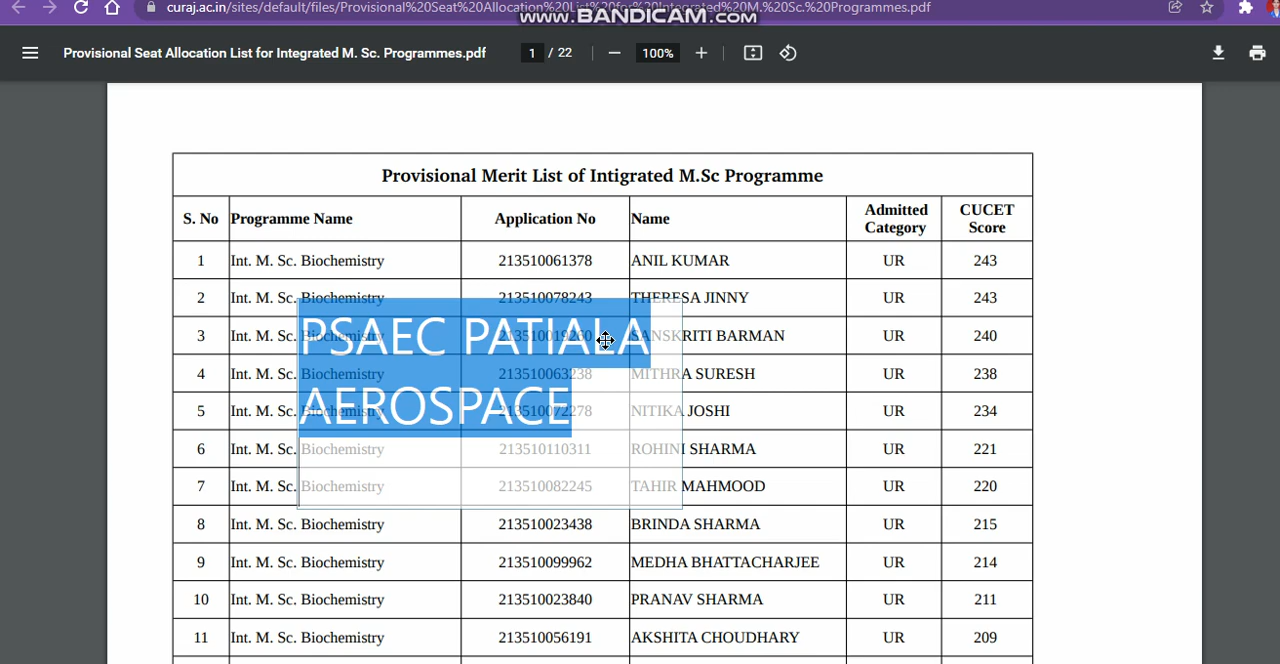 curaj.ac.in/sites/default/files/Provisional%20Seat%20Allocation%20List%20for%20Integrated%20M.%20Sc.%20Programmes.pdf
www.BANDICAM.com
Provisional Seat Allocation List for Integrated M. Sc. Programmes.pdf 1 / 22 100%
Provisional Merit List of Intigrated M.Sc Programme
S. No Programme Name Application No Name Admitted Category CUCET Score
1 Int. M. Sc. Biochemistry 213510061378 ANIL KUMAR UR 243
2 Int. M. Sc. Biochemistry 213510078243 THERESA JINNY UR 243
PSAEC PATIALA
AEROSPACE
3 Int. M. Sc. Biochemistry 213510019260 SANSKRITI BARMAN UR 240
4 Int. M. Sc. Biochemistry 213510063238 MITHRA SURESH UR 238
5 Int. M. Sc. Biochemistry 213510072278 NITIKA JOSHI UR 234
6 Int. M. Sc. Biochemistry 213510110311 ROHINI SHARMA UR 221
7 Int. M. Sc. Biochemistry 213510082245 TAHIR MAHMOOD UR 220
8 Int. M. Sc. Biochemistry 213510023438 BRINDA SHARMA UR 215
9 Int. M. Sc. Biochemistry 213510099962 MEDHA BHATTACHARJEE UR 214
10 Int. M. Sc. Biochemistry 213510023840 PRANAV SHARMA UR 211
11 Int. M. Sc. Biochemistry 213510056191 AKSHITA CHOUDHARY UR 209